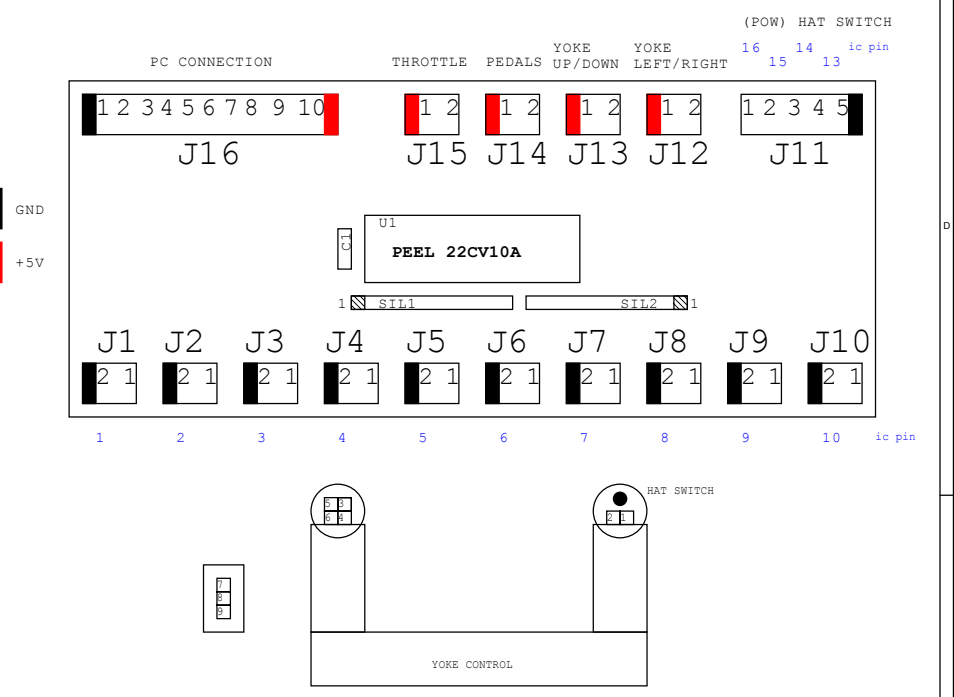 (POW) HAT SWITCH
16 14 ic pin
15 13
PC CONNECTION THROTTLE PEDALS YOKE UP/DOWN YOKE LEFT/RIGHT
1 2 3 4 5 6 7 8 9 10 1 2 1 2 1 2 1 2 1 2 3 4 5
J16 J15 J14 J13 J12 J11
GND
+5V
U1
C1
PEEL 22CV10A
1 SIL1 SIL2 1
J1 J2 J3 J4 J5 J6 J7 J8 J9 J10
2 1 2 1 2 1 2 1 2 1 2 1 2 1 2 1 2 1 2 1
1 2 3 4 5 6 7 8 9 10 ic pin
D
HAT SWITCH
5 3
6 4
2 1
7
8
9
YOKE CONTROL